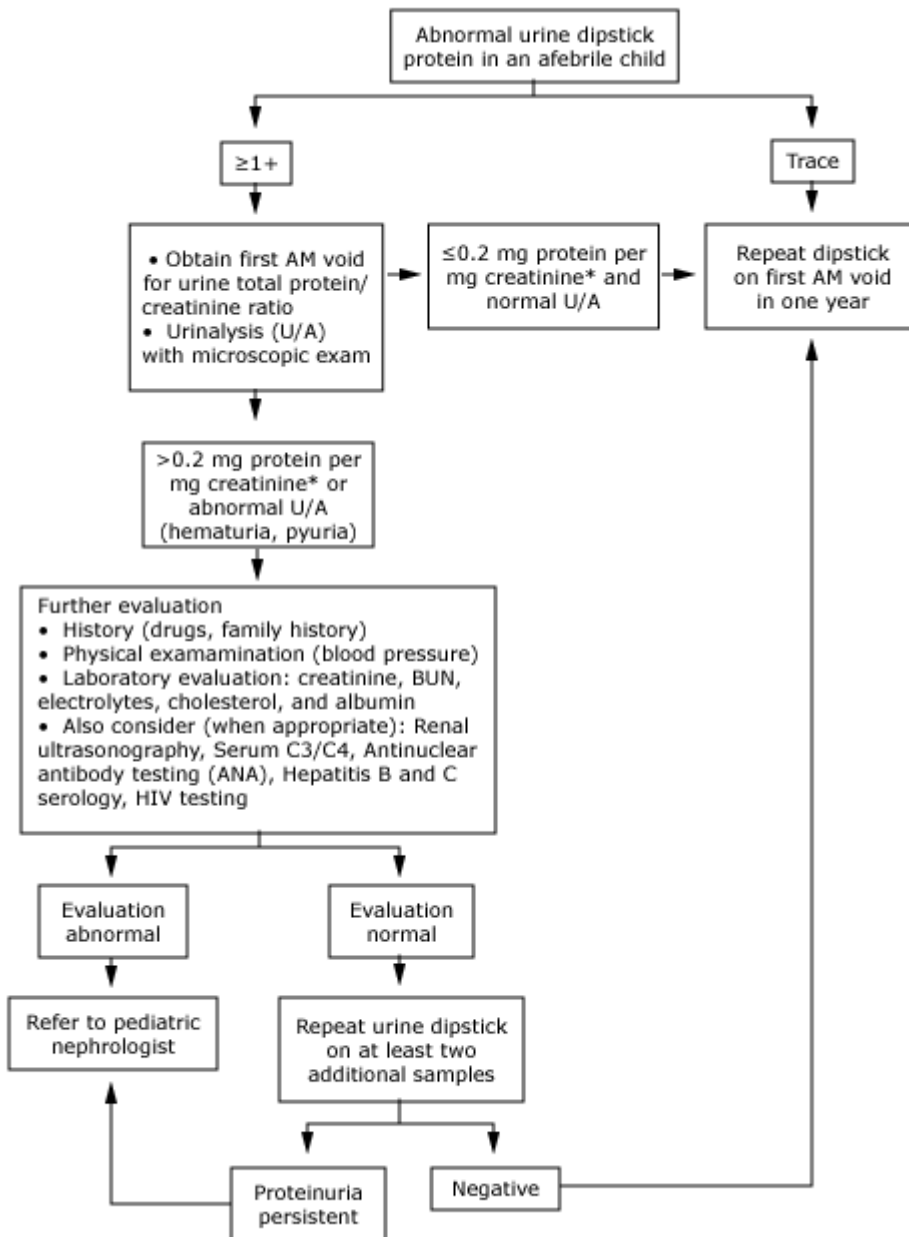 Abnormal urine dipstick
protein in an afebrile child
≥1+
Trace
• Obtain first AM void
for urine total protein/
creatinine ratio
• Urinalysis (U/A)
with microscopic exam
≤0.2 mg protein per
mg creatinine* and
normal U/A
Repeat dipstick
on first AM void
in one year
>0.2 mg protein per
mg creatinine* or
abnormal U/A
(hematuria, pyuria)
Further evaluation
• History (drugs, family history)
• Physical examamination (blood pressure)
• Laboratory evaluation: creatinine, BUN,
electrolytes, cholesterol, and albumin
• Also consider (when appropriate): Renal
ultrasonography, Serum C3/C4, Antinuclear
antibody testing (ANA), Hepatitis B and C
serology, HIV testing
Evaluation
abnormal
Evaluation
normal
Refer to pediatric
nephrologist
Repeat urine dipstick
on at least two
additional samples
Proteinuria
persistent
Negative